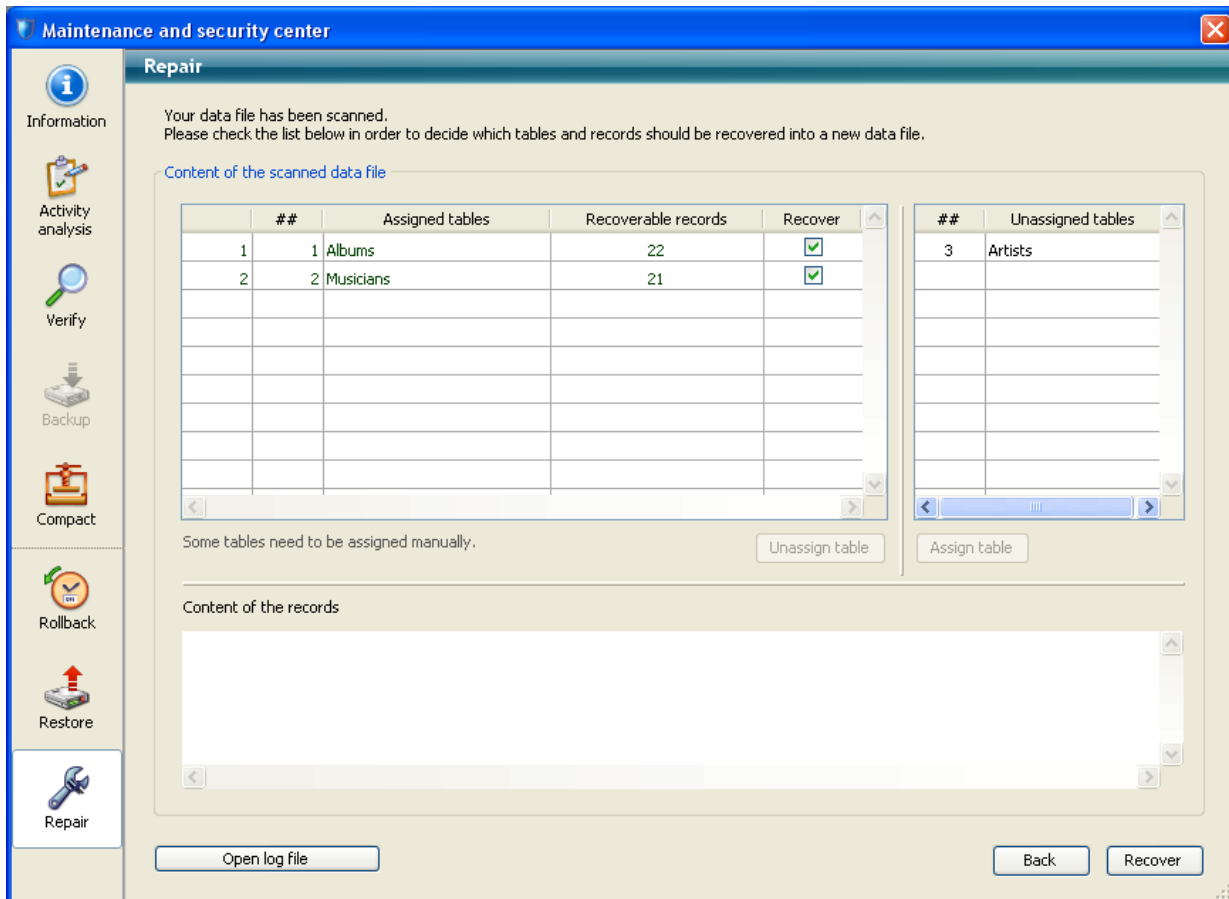 Maintenance and security center
Repair
Information
Activity
analysis
Verify
Backup
Compact
Rollback
Restore
Repair
Your data file has been scanned.
Please check the list below in order to decide which tables and records should be recovered into a new data file.
Content of the scanned data file
## Assigned tables Recoverable records Recover
1 1 Albums 22
2 2 Musicians 21
## Unassigned tables
3 Artists
Some tables need to be assigned manually.
Unassign table
Assign table
Content of the records
Open log file
Back
Recover